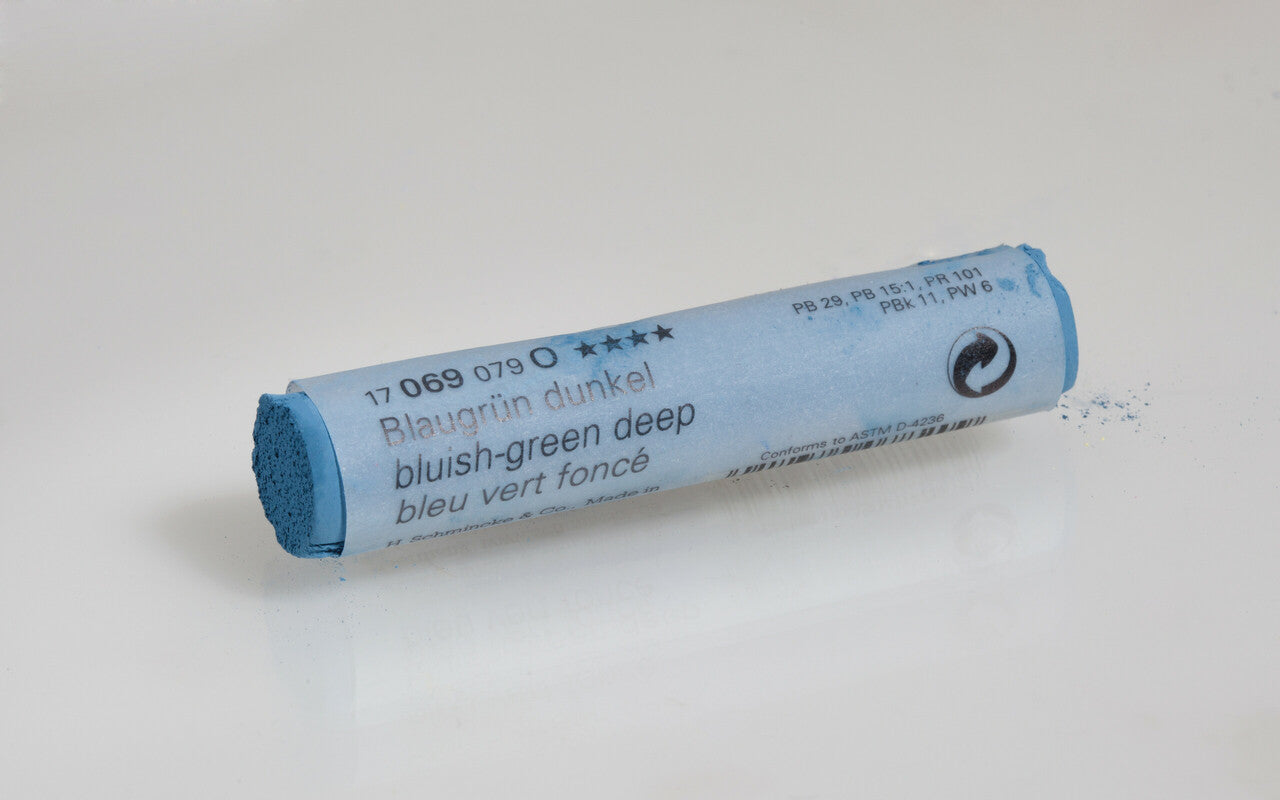 17 069 079 O ★★★★
Blaugrün dunkel
bluish-green deep
bleu vert foncé
H. Schmincke & Co., Made in
PB 29, PB 15:1, PR 101
PBk 11, PW 6
Conforms to ASTM D-4236